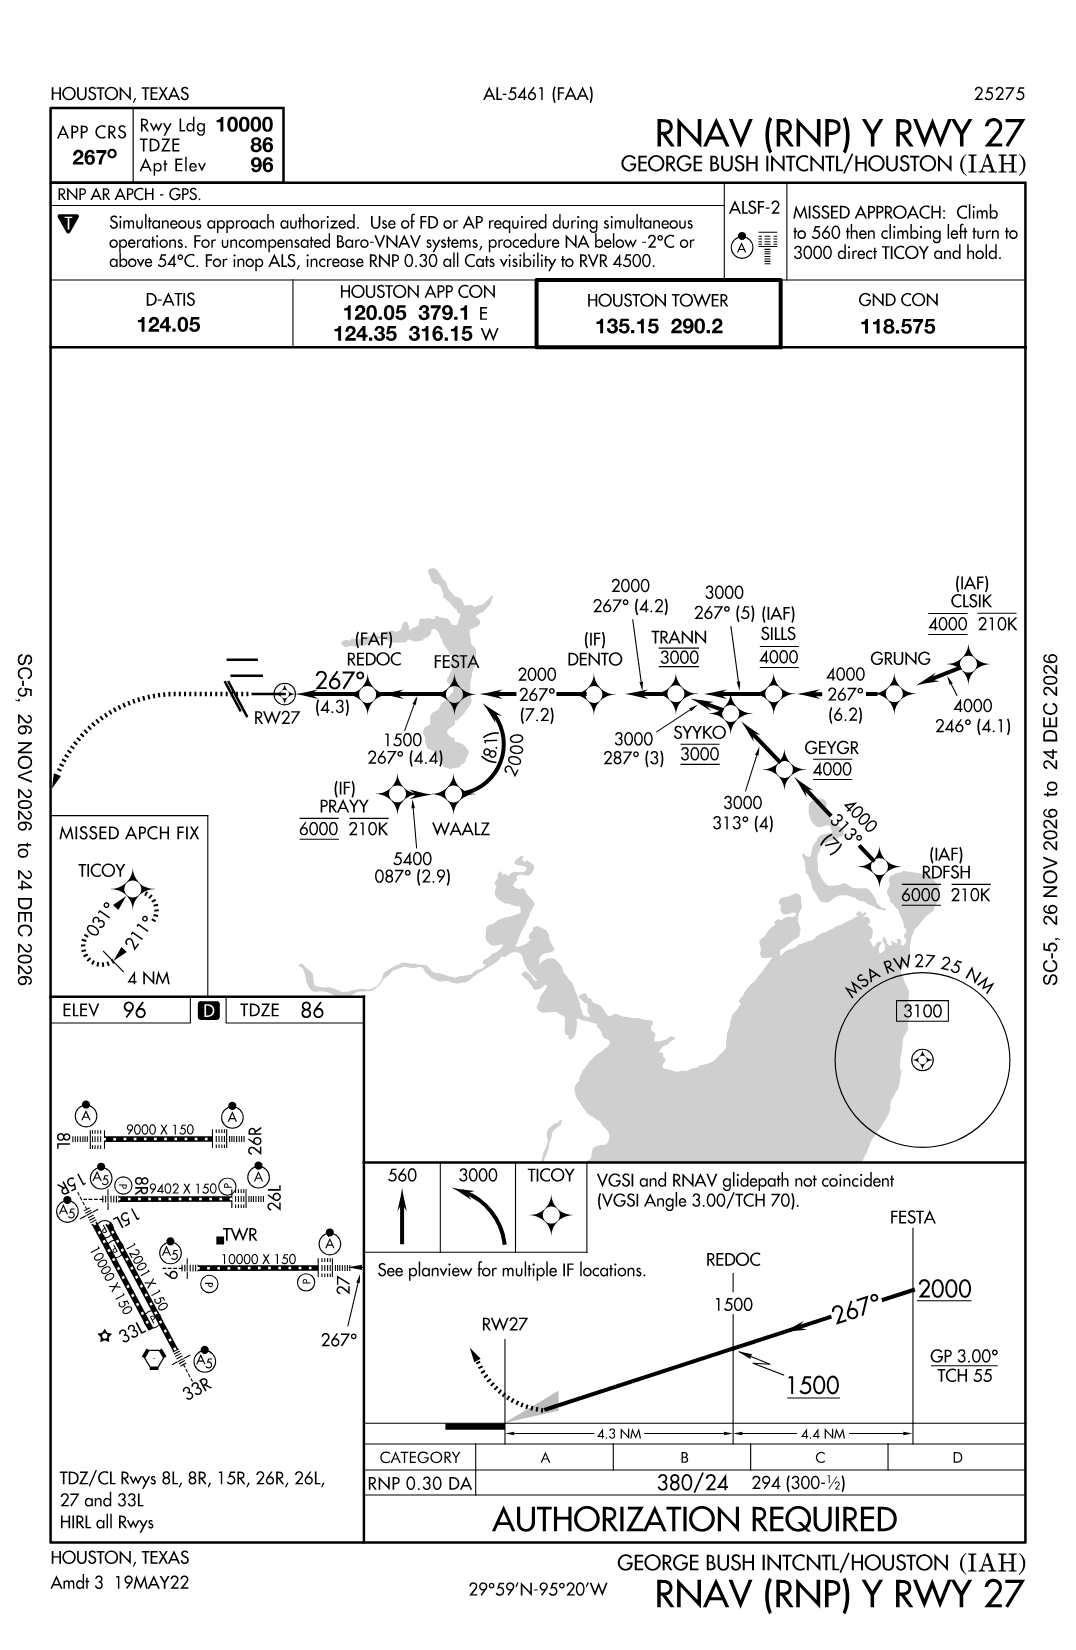 HOUSTON, TEXAS
AL-5461 (FAA)
25275
APP CRS
267°
Rwy Ldg 10000
TDZE 86
Apt Elev 96
RNAV (RNP) Y RWY 27
GEORGE BUSH INTCNTL/HOUSTON (IAH)
RNP AR APCH - GPS.
T
Simultaneous approach authorized. Use of FD or AP required during simultaneous
operations. For uncompensated Baro-VNAV systems, procedure NA below -2°C or
above 54°C. For inop ALS, increase RNP 0.30 all Cats visibility to RVR 4500.
ALSF-2
A
MISSED APPROACH: Climb
to 560 then climbing left turn to
3000 direct TICOY and hold.
D-ATIS
124.05
HOUSTON APP CON
120.05 379.1 E
124.35 316.15 W
HOUSTON TOWER
135.15 290.2
GND CON
118.575
SC-5, 26 NOV 2026 to 24 DEC 2026
SC-5, 26 NOV 2026 to 24 DEC 2026
(IAF)
CLSIK
4000 210K
2000
267° (4.2)
3000
267° (5)
(IAF)
SILLS
4000
TRANN
3000
(IF)
DENTO
(FAF)
REDOC
FESTA
GRUNG
267°
(4.3)
RW27
2000
267°
(7.2)
4000
267°
(6.2)
4000
246° (4.1)
1500
267° (4.4)
(8.1)
2000
3000
287° (3)
SYYKO
3000
GEYGR
4000
(IF)
PRAYY
6000 210K
WAALZ
5400
087° (2.9)
3000
313° (4)
4000
313°
(7)
(IAF)
RDFSH
6000 210K
MISSED APCH FIX
TICOY
031°
211°
4 NM
MSA RW27 25 NM
3100
ELEV 96
D
TDZE 86
A
A
9000 X 150
8L
26R
A5
P
P
A
15R
8R
9402 X 150
26L
A5
15L
TWR
A
A5
10000 X 150
9
P
P
27
P
P
10000 X 150
12001 X 150
P
33L
A5
33R
267°
TDZ/CL Rwys 8L, 8R, 15R, 26R, 26L,
27 and 33L
HIRL all Rwys
560
3000
TICOY
VGSI and RNAV glidepath not coincident
(VGSI Angle 3.00/TCH 70).
See planview for multiple IF locations.
FESTA
REDOC
1500
RW27
267°
2000
1500
GP 3.00°
TCH 55
4.3 NM
4.4 NM
CATEGORY A B C D
RNP 0.30 DA 380/24 294 (300-½)
AUTHORIZATION REQUIRED
HOUSTON, TEXAS
Amdt 3 19MAY22
29°59'N-95°20'W
GEORGE BUSH INTCNTL/HOUSTON (IAH)
RNAV (RNP) Y RWY 27